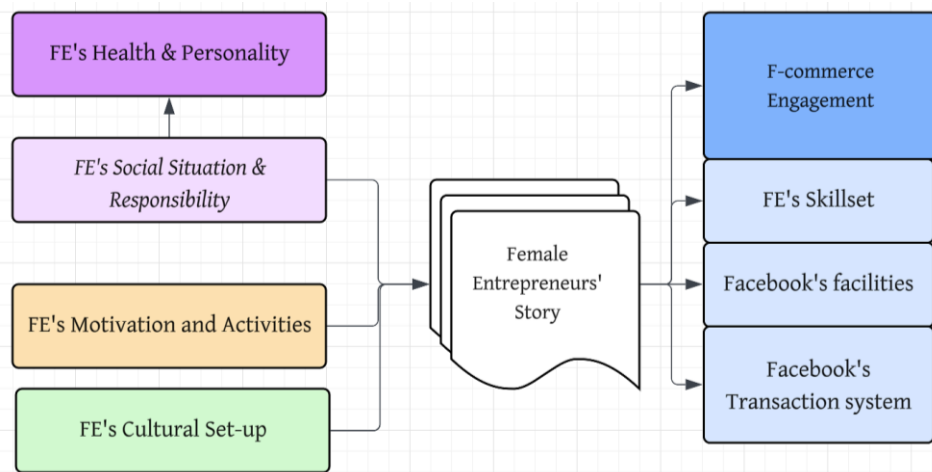 FE's Health & Personality
FE's Social Situation &
Responsibility
FE's Motivation and Activities
FE's Cultural Set-up
Female
Entrepreneurs'
Story
F-commerce
Engagement
FE's Skillset
Facebook's facilities
Facebook's
Transaction system